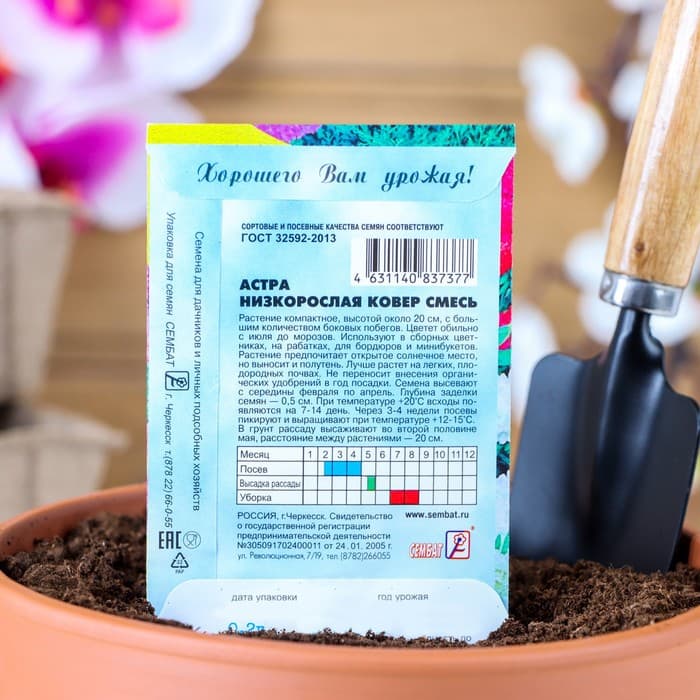 Хорошего Вам урожая!
Упаковка для семян СЕМБАТ г. Черкесск т.(878 22) 66-0-55
Семена для дачников и личных подсобных хозяйств
СОРТОВЫЕ И ПОСЕВНЫЕ КАЧЕСТВА СЕМЯН СООТВЕТСТВУЮТ
ГОСТ 32592-2013
4 631140 837377
АСТРА
НИЗКОРОСЛАЯ КОВЕР СМЕСЬ
Растение компактное, высотой около 20 см, с боль-
шим количеством боковых побегов. Цветет обильно
с июля до морозов. Используют в сборных цвет-
никах, на рабатках, для бордюров и минибукетов.
Растение предпочитает открытое солнечное место,
но выносит и полутень. Лучше растет на легких, пло-
дородных почвах. Не переносит внесения органи-
ческих удобрений в год посадки. Семена высевают
с середины февраля по апрель. Глубина заделки
семян — 0,5 см. При температуре +20°С всходы по-
являются на 7-14 день. Через 3-4 недели посевы
пикируют и выращивают при температуре +12-15°С.
В грунт рассаду высаживают во второй половине
мая, расстояние между растениями — 20 см.
Месяц 1 2 3 4 5 6 7 8 9 10 11 12
Посев
Высадка рассады
Уборка
РОССИЯ, г.Черкесск. Свидетельство
о государственной регистрации
предпринимательской деятельности
№305091702400011 от 24. 01. 2005 г.
ул. Революционная, 7/19, тел. (8782)266055
www.sembat.ru
СЕМБАТ
EAC
PAP
дата упаковки год урожая